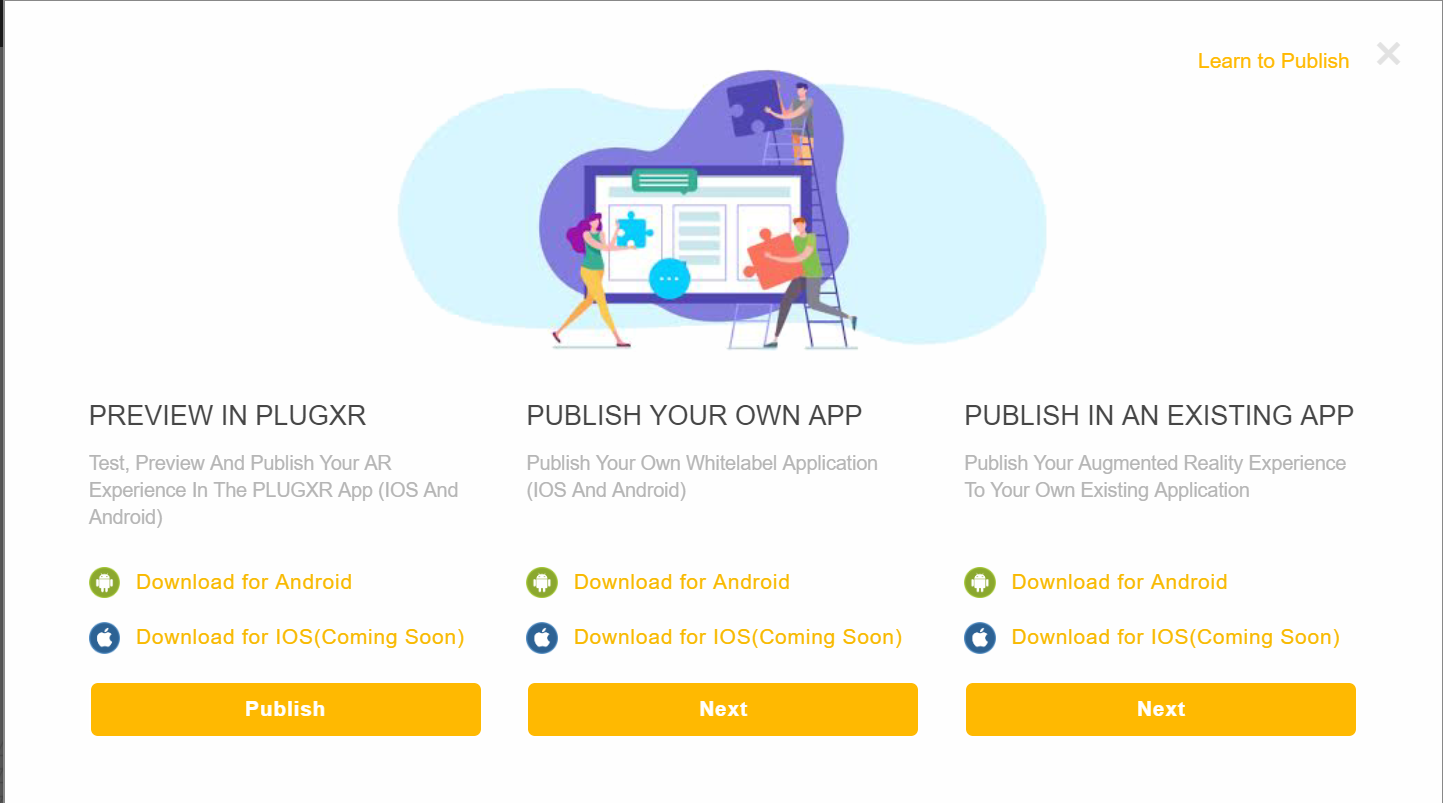 Learn to Publish
PREVIEW IN PLUGXR
Test, Preview And Publish Your AR
Experience In The PLUGXR App (IOS And
Android)
Download for Android
Download for IOS(Coming Soon)
Publish
PUBLISH YOUR OWN APP
Publish Your Own Whitelabel Application
(IOS And Android)
Download for Android
Download for IOS(Coming Soon)
Next
PUBLISH IN AN EXISTING APP
Publish Your Augmented Reality Experience
To Your Own Existing Application
Download for Android
Download for IOS(Coming Soon)
Next